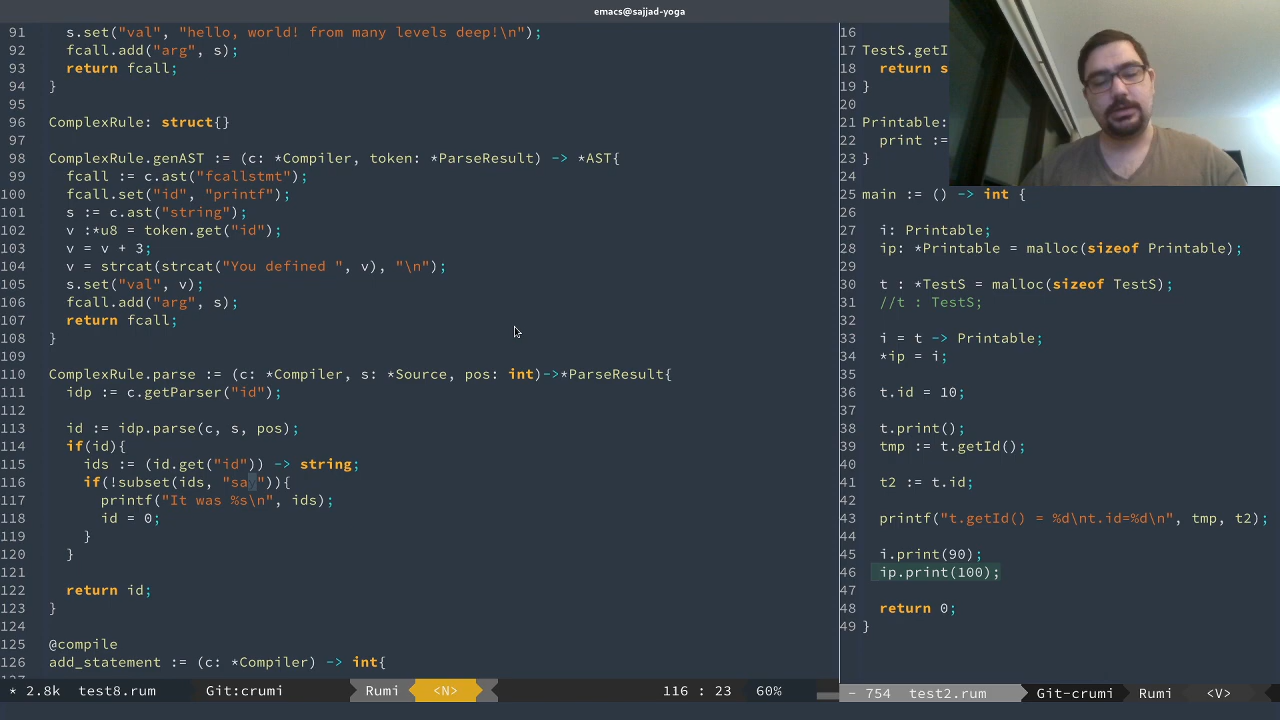 emacs@sajjad-yoga
91 s.set("val", "hello, world! from many levels deep!\n");
92 fcall.add("arg", s);
93 return fcall;
94 }
95
96 ComplexRule: struct{}
97
98 ComplexRule.genAST := (c: *Compiler, token: *ParseResult) -> *AST{
99 fcall := c.ast("fcallstmt");
100 fcall.set("id", "printf");
101 s := c.ast("string");
102 v :*u8 = token.get("id");
103 v = v + 3;
104 v = strcat(strcat("You defined ", v), "\n");
105 s.set("val", v);
106 fcall.add("arg", s);
107 return fcall;
108 }
109
110 ComplexRule.parse := (c: *Compiler, s: *Source, pos: int)->*ParseResult{
111 idp := c.getParser("id");
112
113 id := idp.parse(c, s, pos);
114 if(id){
115 ids := (id.get("id")) -> string;
116 if(!subset(ids, "say")){
117 printf("It was %s\n", ids);
118 id = 0;
119 }
120 }
121
122 return id;
123 }
124
125 @compile
126 add_statement := (c: *Compiler) -> int{
* 2.8k test8.rum Git:crumi Rumi <N> 116 : 23 60%
16
17 TestS.getI
18 return s
19 }
20
21 Printable:
22 print :=
23 }
24
25 main := () -> int {
26
27 i: Printable;
28 ip: *Printable = malloc(sizeof Printable);
29
30 t : *TestS = malloc(sizeof TestS);
31 //t : TestS;
32
33 i = t -> Printable;
34 *ip = i;
35
36 t.id = 10;
37
38 t.print();
39 tmp := t.getId();
40
41 t2 := t.id;
42
43 printf("t.getId() = %d\nt.id=%d\n", tmp, t2);
44
45 i.print(90);
46 ip.print(100);
47
48 return 0;
49 }
- 754 test2.rum Git-crumi Rumi <V>